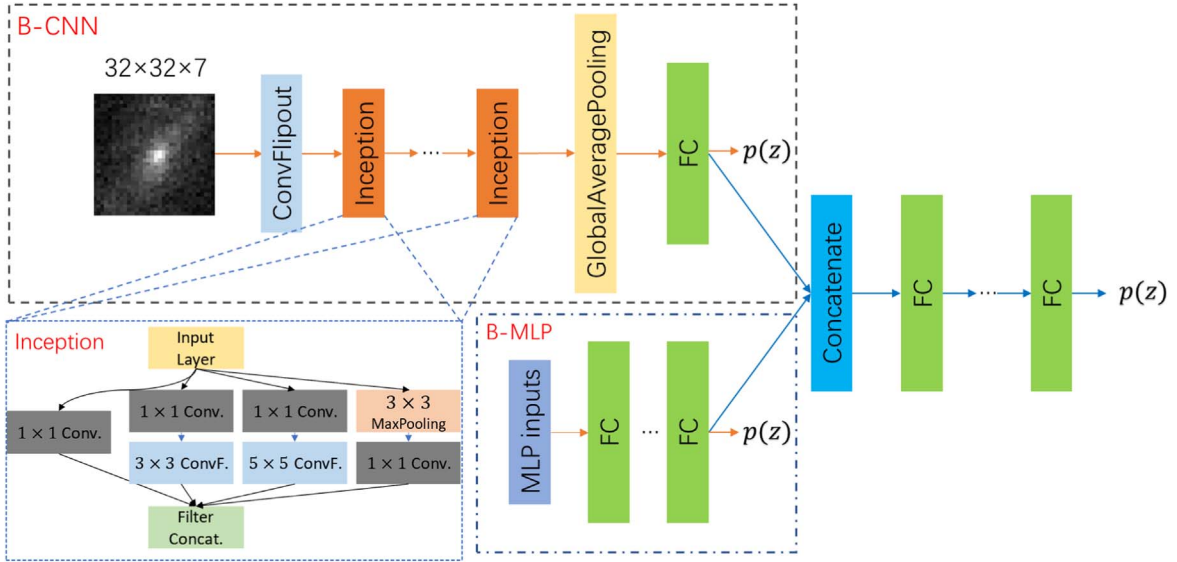 B-CNN
32×32×7
ConvFlipout
Inception
...
Inception
GlobalAveragePooling
FC
p(z)
Concatenate
FC
...
FC
p(z)
Inception
Input
Layer
1 × 1 Conv.
1 × 1 Conv.
1 × 1 Conv.
3 × 3
MaxPooling
3 × 3 ConvF.
5 × 5 ConvF.
1 × 1 Conv.
Filter
Concat.
B-MLP
MLP inputs
FC
...
FC
p(z)